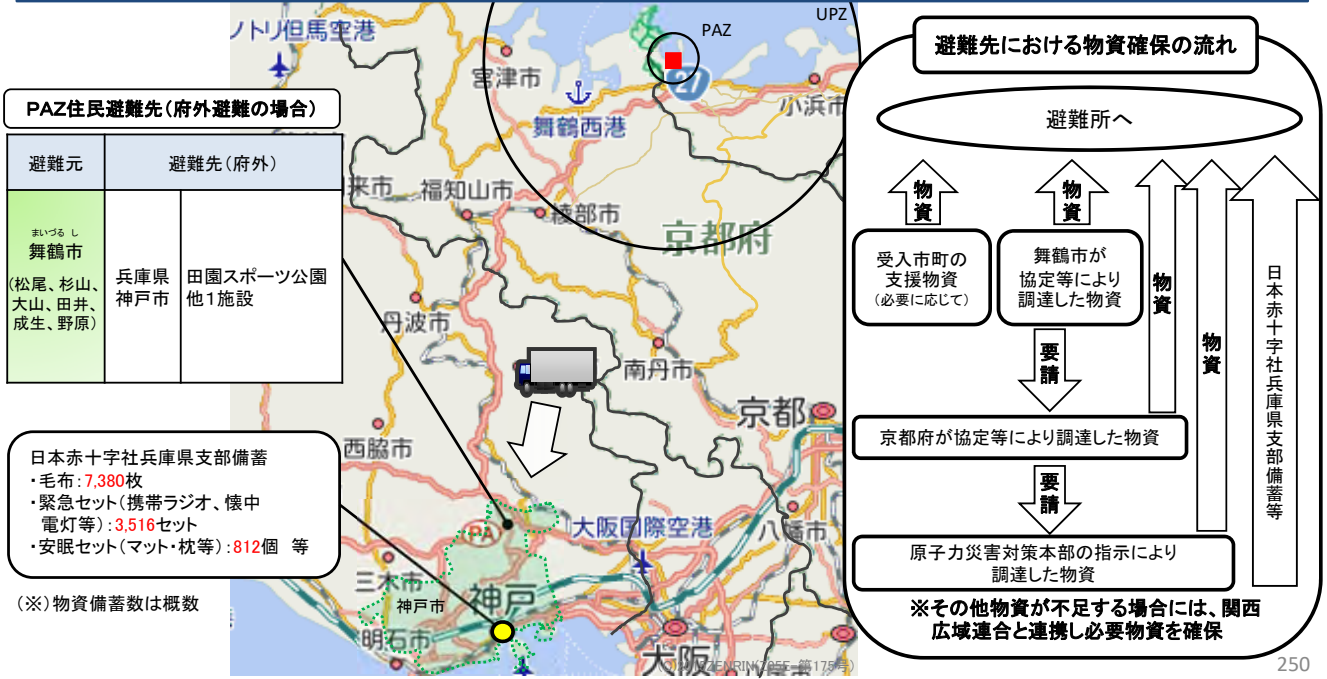 PAZ住民避難先(府外避難の場合)
避難元
避難先(府外)
まいづる し
舞鶴市
(松尾、杉山、
大山、田井、
成生、野原)
兵庫県
神戸市
田園スポーツ公園
他1施設
日本赤十字社兵庫県支部備蓄
・毛布:7,380枚
・緊急セット(携帯ラジオ、懐中
電灯等):3,516セット
・安眠セット(マット・枕等):812個 等
(※)物資備蓄数は概数
ノトリ但馬空港
宮津市
PAZ
UPZ
27
小浜市
舞鶴西港
来市
福知山市
綾部市
京都府
丹波市
南丹市
京都
西脇市
PA
大阪国際空港
八幡市
三木市
神戸市
神戸
明石市
大阪
避難先における物資確保の流れ
避難所へ
物資
物資
物資
物資
受入市町の
支援物資
(必要に応じて)
舞鶴市が
協定等により
調達した物資
日本赤十字社兵庫県支部備蓄等
要請
京都府が協定等により調達した物資
要請
原子力災害対策本部の指示により
調達した物資
※その他物資が不足する場合には、関西
広域連合と連携し必要物資を確保
250